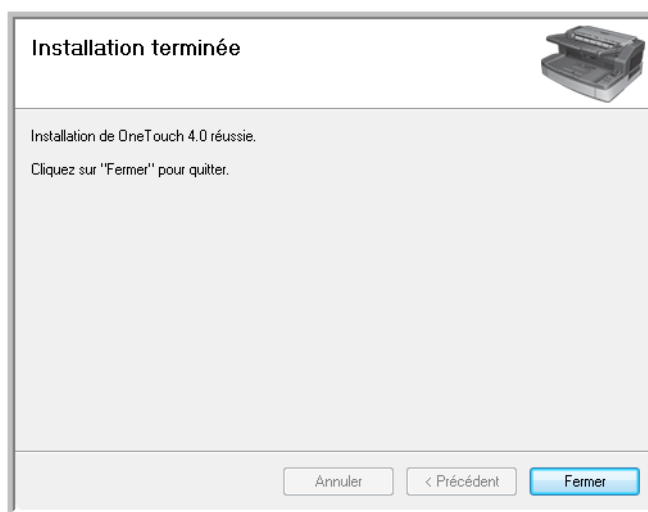 Installation terminée
Installation de OneTouch 4.0 réussie.
Cliquez sur "Fermer" pour quitter.
Annuler
< Précédent
Fermer